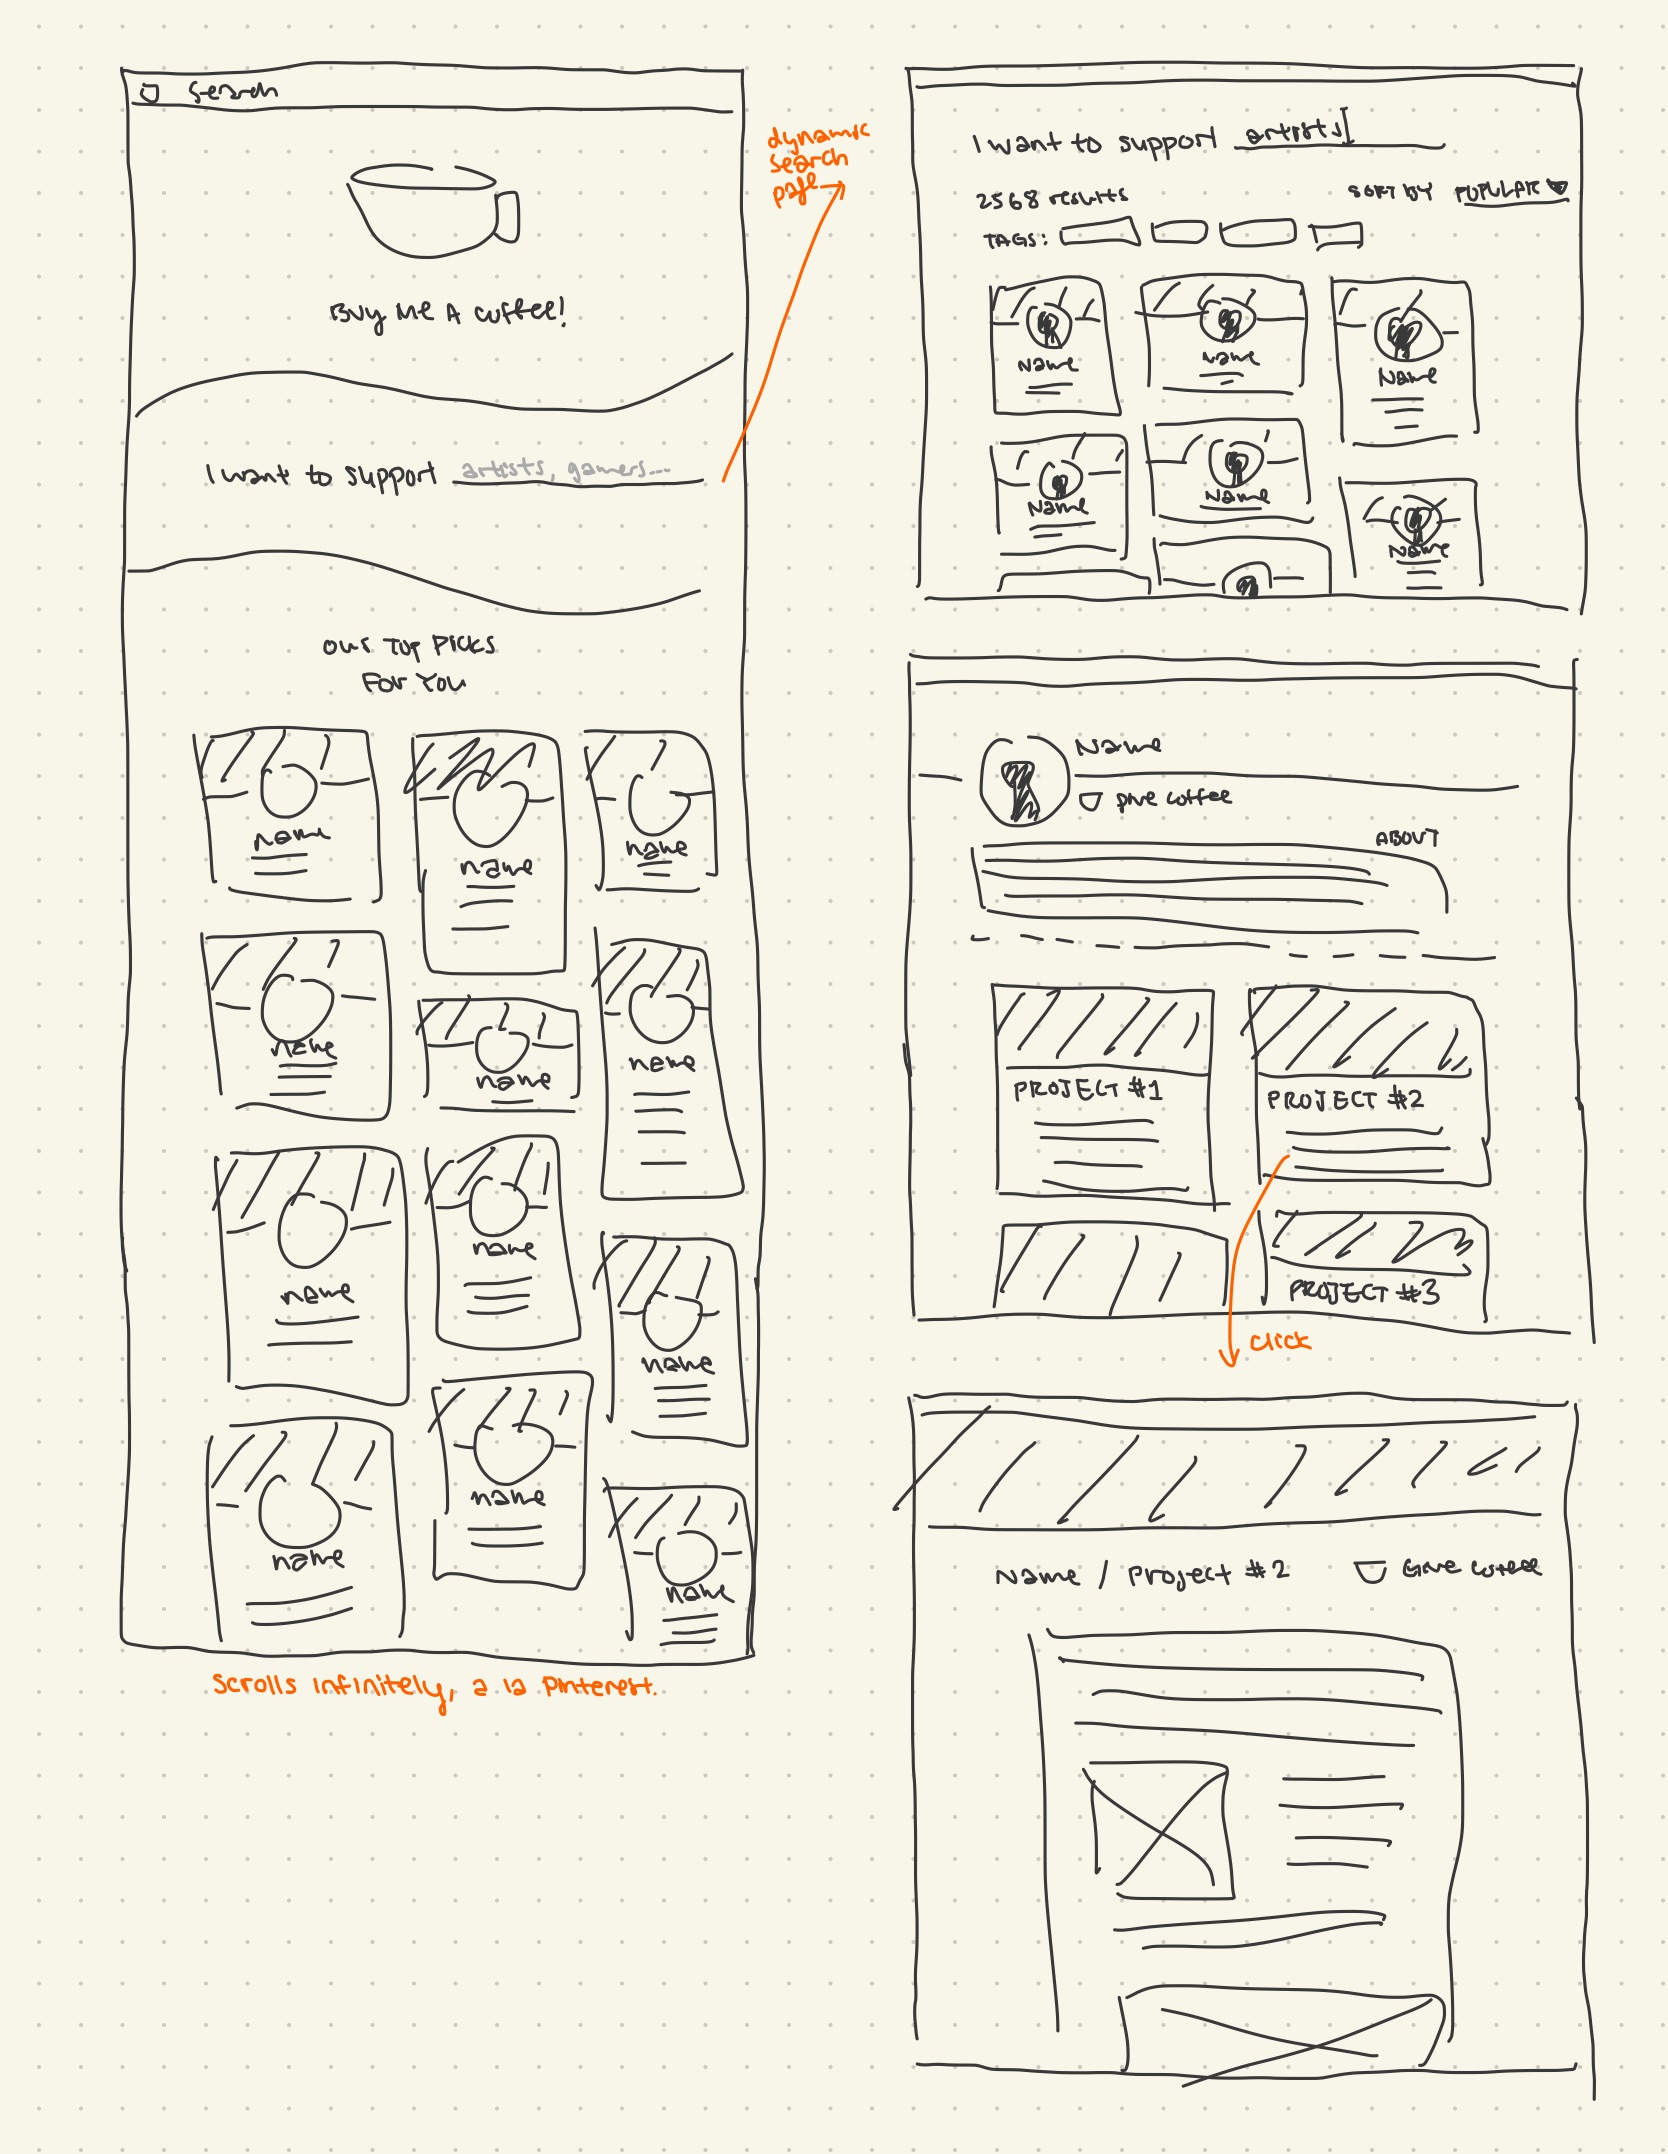 Search
Buy Me A Coffee!
I want to support artists, gamers...
Our Top Picks
For You
name
name
name
name
name
name
name
name
name
name
name
name
Scrolls infinitely, a la Pinterest.
dynamic
search
page
I want to support artists
2568 results
SORT BY POPULAR
TAGS:
Name
Name
Name
Name
Name
Name
Name
give coffee
ABOUT
PROJECT #1
PROJECT #2
PROJECT #3
click
Name / Project #2
Give coffee